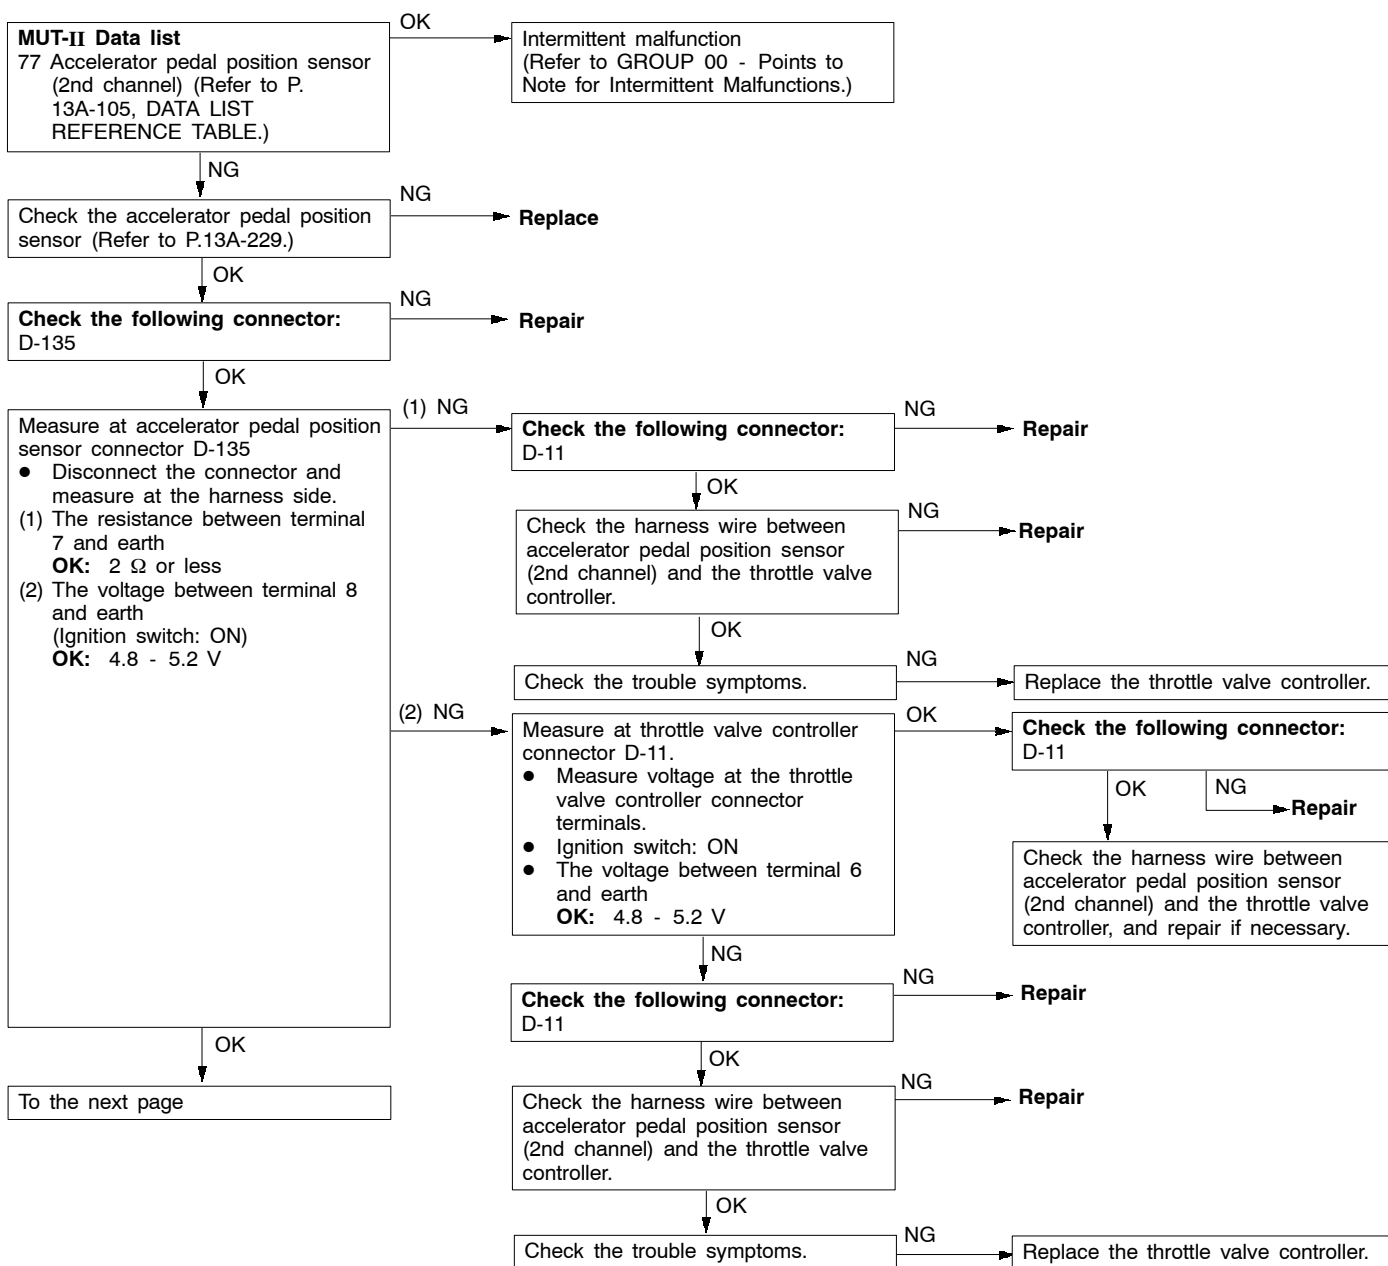 MUT-II Data list
77 Accelerator pedal position sensor
(2nd channel) (Refer to P.
13A-105, DATA LIST
REFERENCE TABLE.)
OK
Intermittent malfunction
(Refer to GROUP 00 - Points to
Note for Intermittent Malfunctions.)
NG
Check the accelerator pedal position
sensor (Refer to P.13A-229.)
NG
Replace
OK
Check the following connector:
D-135
NG
Repair
OK
Measure at accelerator pedal position
sensor connector D-135
● Disconnect the connector and
measure at the harness side.
(1) The resistance between terminal
7 and earth
OK: 2 Ω or less
(2) The voltage between terminal 8
and earth
(Ignition switch: ON)
OK: 4.8 - 5.2 V
(1) NG
Check the following connector:
D-11
NG
Repair
OK
Check the harness wire between
accelerator pedal position sensor
(2nd channel) and the throttle valve
controller.
NG
Repair
OK
Check the trouble symptoms.
NG
Replace the throttle valve controller.
(2) NG
Measure at throttle valve controller
connector D-11.
● Measure voltage at the throttle
valve controller connector
terminals.
● Ignition switch: ON
● The voltage between terminal 6
and earth
OK: 4.8 - 5.2 V
OK
Check the following connector:
D-11
OK
NG
Repair
Check the harness wire between
accelerator pedal position sensor
(2nd channel) and the throttle valve
controller, and repair if necessary.
NG
Check the following connector:
D-11
NG
Repair
OK
Check the harness wire between
accelerator pedal position sensor
(2nd channel) and the throttle valve
controller.
NG
Repair
OK
Check the trouble symptoms.
NG
Replace the throttle valve controller.
OK
To the next page